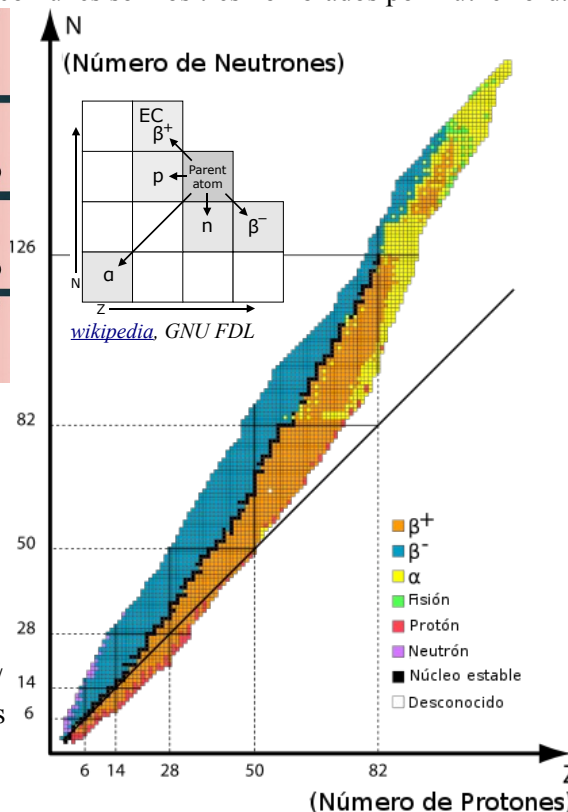 N
(Número de Neutrones)
EC
β+
p
Parent
atom
n
β−
α
N
Z
wikipedia, GNU FDL
126
82
50
28
14
6
β+
β-
α
Fisión
Protón
Neutrón
Núcleo estable
Desconocido
6 14 28 50 82
Z
(Número de Protones)